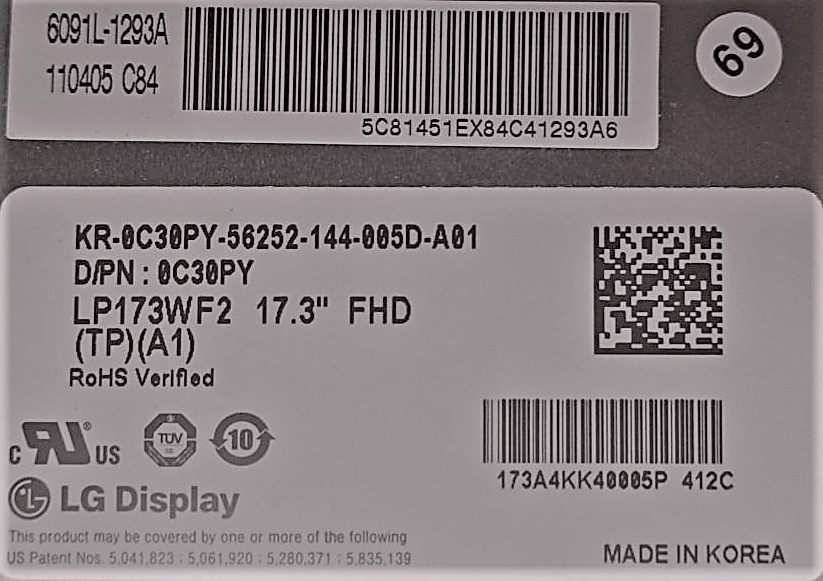 6091L-1293A
110405 C84
5C81451EX84C41293A6
69
KR-0C30PY-56252-144-005D-A01
D/PN : 0C30PY
LP173WF2 17.3" FHD
(TP)(A1)
RoHS Verified
c RU® US
TUV
10
LG Display
This product may be covered by one or more of the following
US Patent Nos. 5,041,823 : 5,061,920 : 5,280,371 : 5,835,139
173A4KK40005P 412C
MADE IN KOREA